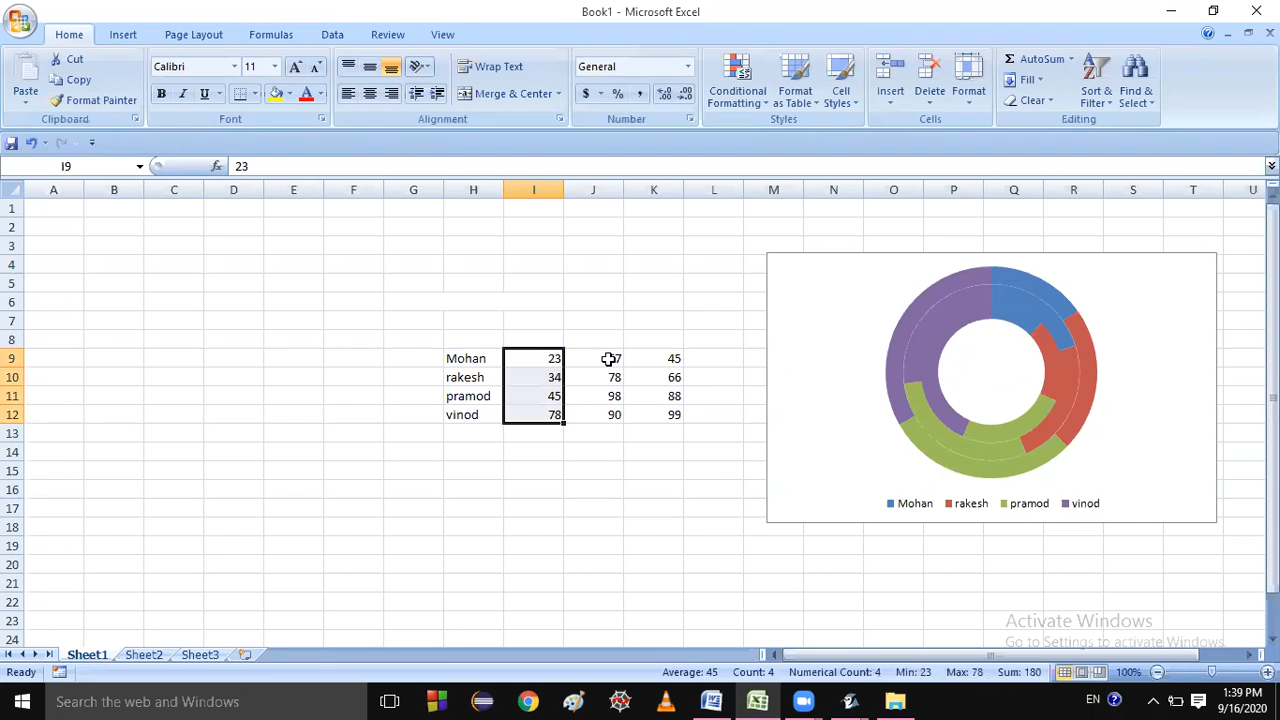 Book1 - Microsoft Excel
Home Insert Page Layout Formulas Data Review View
Paste
Cut
Copy
Format Painter
Clipboard
Calibri 11
B I U
Font
Wrap Text
Merge & Center
Alignment
General
$ % ,
Number
Conditional Formatting
Format as Table
Cell Styles
Styles
Insert Delete Format
Cells
Σ AutoSum
Fill
Clear
Sort & Filter
Find & Select
Editing
I9 fx 23
A B C D E F G H I J K L M N O P Q R S T U
1
2
3
4
5
6
7
8
9 Mohan 23 45
10 rakesh 34 78 66
11 pramod 45 98 88
12 vinod 78 90 99
13
14
15
16
17
18
19
20
21
22
23
24
Mohan rakesh pramod vinod
Activate Windows
Go to Settings to activate Windows.
Sheet1 Sheet2 Sheet3
Ready Average: 45 Count: 4 Numerical Count: 4 Min: 23 Max: 78 Sum: 180 100%
Search the web and Windows
EN
1:39 PM
9/16/2020